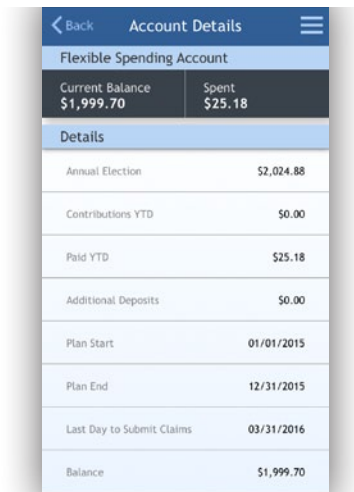 Back Account Details
Flexible Spending Account
Current Balance Spent
$1,999.70 $25.18
Details
Annual Election $2,024.88
Contributions YTD $0.00
Paid YTD $25.18
Additional Deposits $0.00
Plan Start 01/01/2015
Plan End 12/31/2015
Last Day to Submit Claims 03/31/2016
Balance $1,999.70